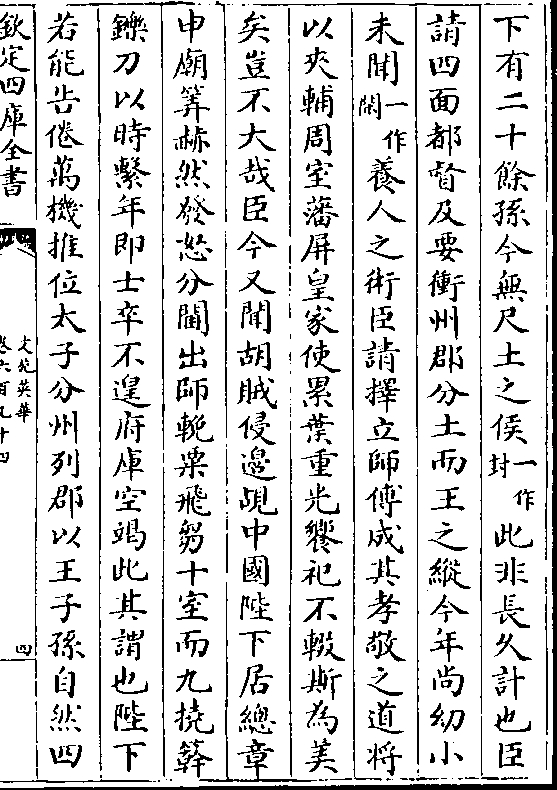 下有二十餘孫今無尺土之侯一作封此非長久計也臣
請四面都督及要衝州郡分土而王之縱今年尚幼小
未聞一作閑養人之術臣請擇立師傅成其孝敬之道將
以夾輔周室藩屏皇家使累葉重光饗祀不輟斯為美
矣豈不大哉臣今又聞胡賊侵邊覘中國陛下居總章
申廟筭赫然發怒分閫出師輓粟飛芻十室而九撓簳
鑠刀以時繫年即士卒不遑府庫空竭此其謂也陛下
若能告倦萬機推位太子分州列郡以王子孫自然四
欽定四庫全書
文苑英華
卷六百九十四
四